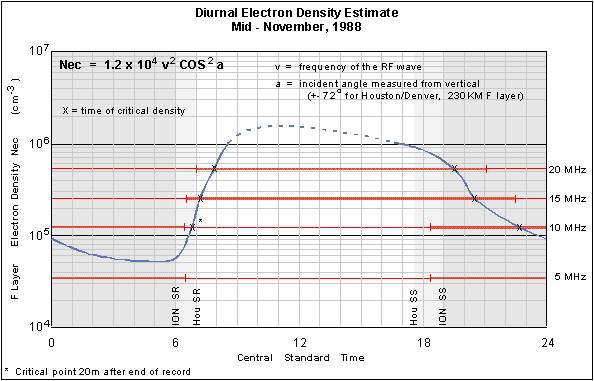 Diurnal Electron Density Estimate
Mid - November, 1988
10⁷
Nec = 1.2 x 10⁴ v² COS² a
v = frequency of the RF wave
a = incident angle measured from vertical
(+- 72° for Houston/Denver, 230 KM F layer)
X = time of critical density
10⁶
20 MHz
15 MHz
*
10 MHz
10⁵
5 MHz
10⁴
F Layer Electron Density Nec (cm⁻³)
ION - SR
Hou - SR
Hou - SS
ION - SS
0 6 12 18 24
Central Standard Time
* Critical point 20m after end of record